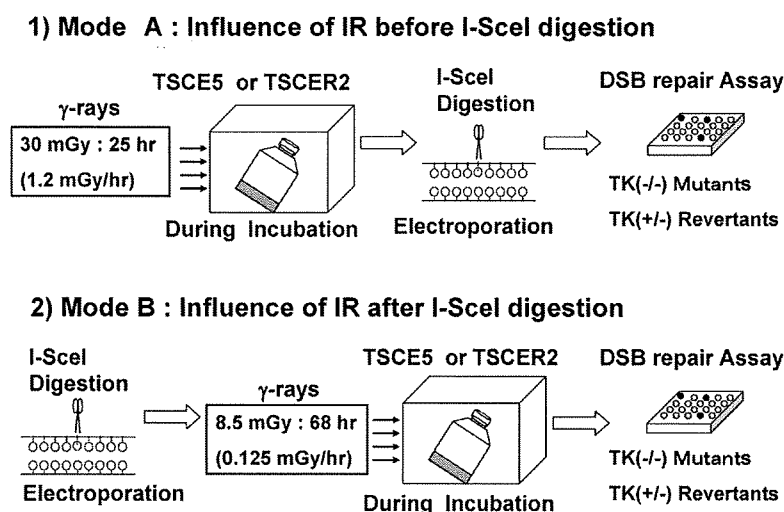 1) Mode A : Influence of IR before I-SceI digestion
TSCE5 or TSCER2
I-SceI
Digestion
DSB repair Assay
γ-rays
30 mGy : 25 hr
(1.2 mGy/hr)
During Incubation
Electroporation
TK(-/-) Mutants
TK(+/-) Revertants
2) Mode B : Influence of IR after I-SceI digestion
I-SceI
Digestion
TSCE5 or TSCER2
DSB repair Assay
γ-rays
8.5 mGy : 68 hr
(0.125 mGy/hr)
Electroporation
During Incubation
TK(-/-) Mutants
TK(+/-) Revertants